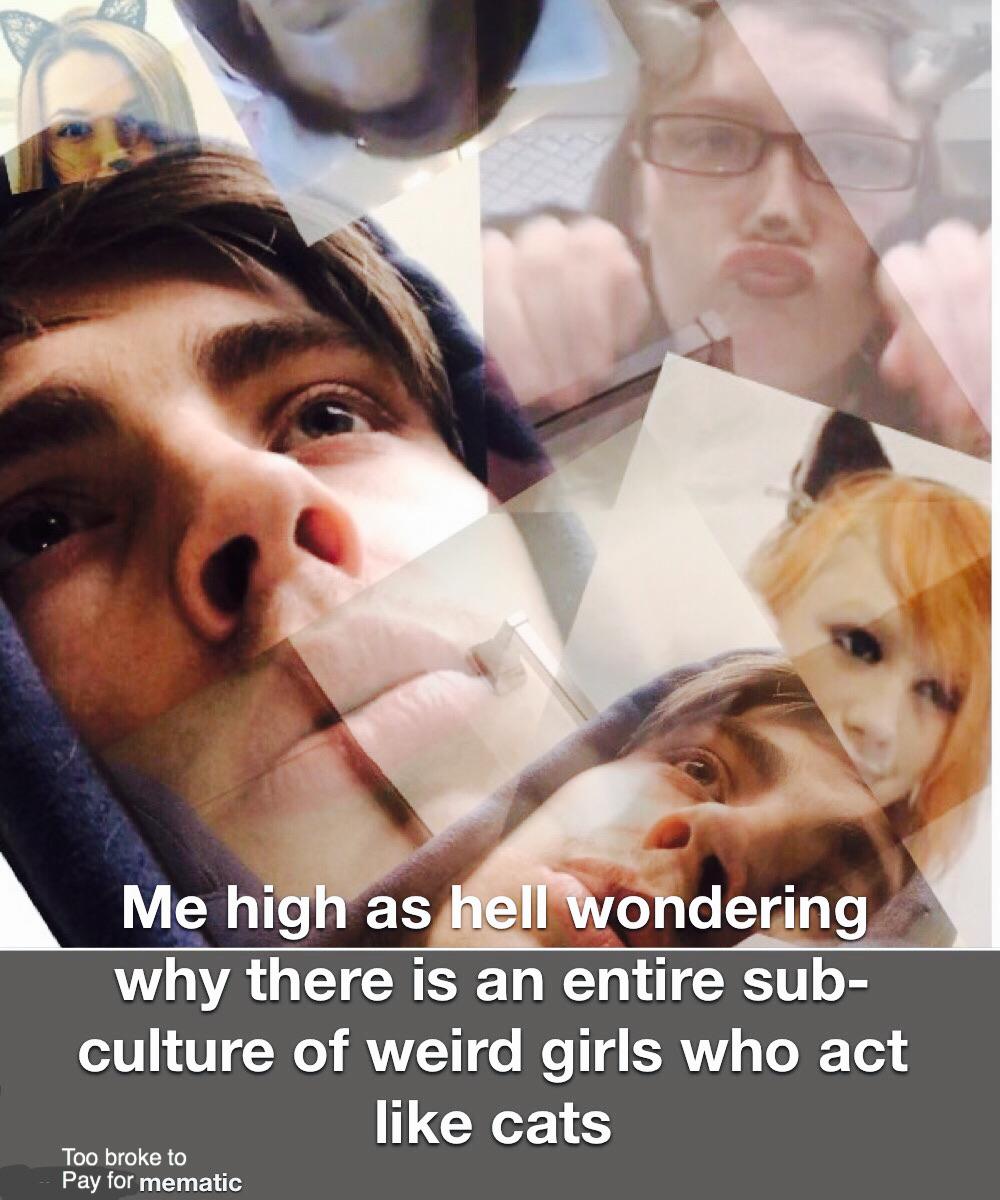 Me high as hell wondering
why there is an entire sub-
culture of weird girls who act
like cats
Too broke to
Pay for mematic